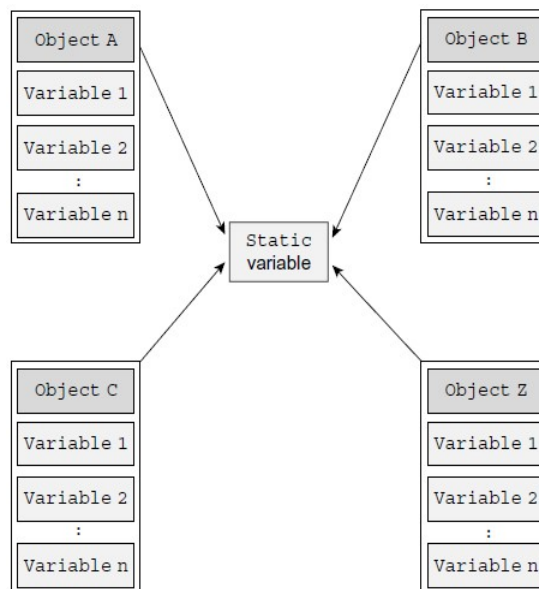 Object A
Variable 1
Variable 2
:
Variable n
Object B
Variable 1
Variable 2
:
Variable n
Static
variable
Object C
Variable 1
Variable 2
:
Variable n
Object Z
Variable 1
Variable 2
:
Variable n